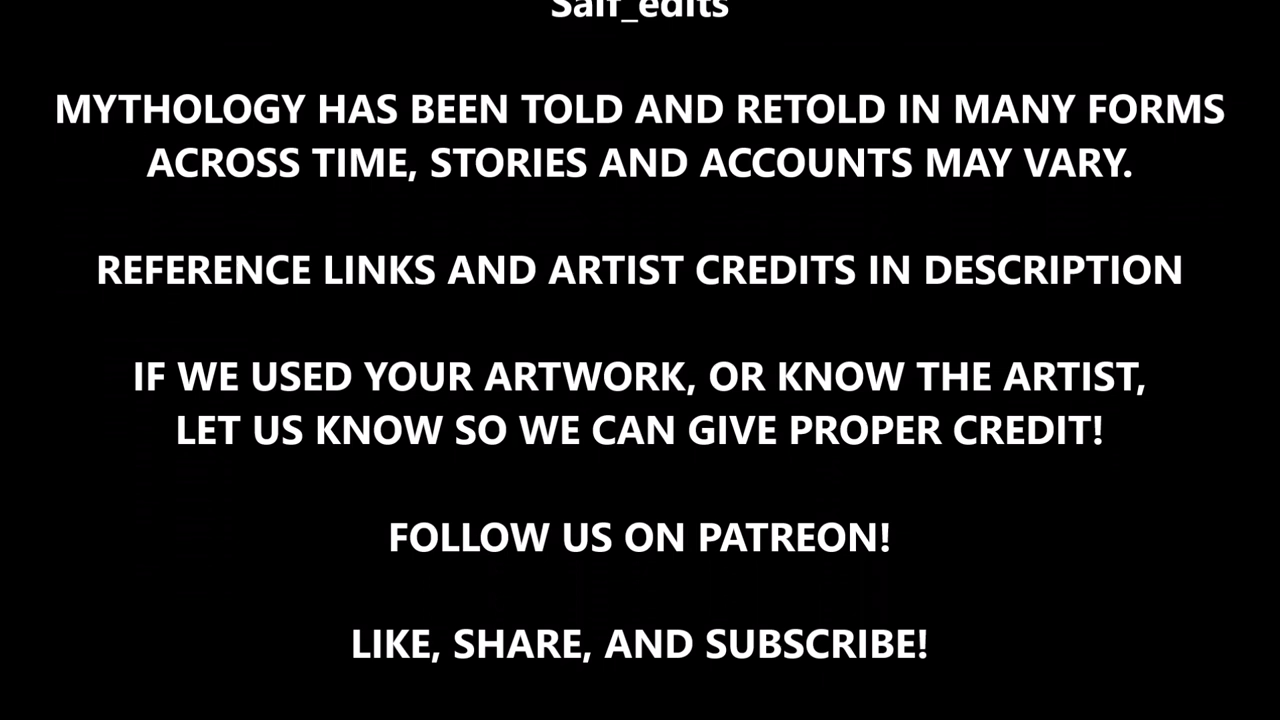 Saif_edits
MYTHOLOGY HAS BEEN TOLD AND RETOLD IN MANY FORMS
ACROSS TIME, STORIES AND ACCOUNTS MAY VARY.
REFERENCE LINKS AND ARTIST CREDITS IN DESCRIPTION
IF WE USED YOUR ARTWORK, OR KNOW THE ARTIST,
LET US KNOW SO WE CAN GIVE PROPER CREDIT!
FOLLOW US ON PATREON!
LIKE, SHARE, AND SUBSCRIBE!